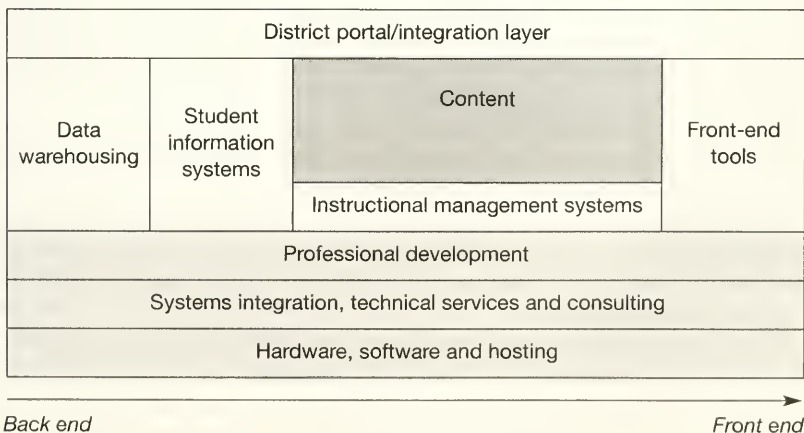 District portal/integration layer
Data
warehousing
Student
information
systems
Content
Instructional management systems
Front-end
tools
Professional development
Systems integration, technical services and consulting
Hardware, software and hosting
Back end
Front end